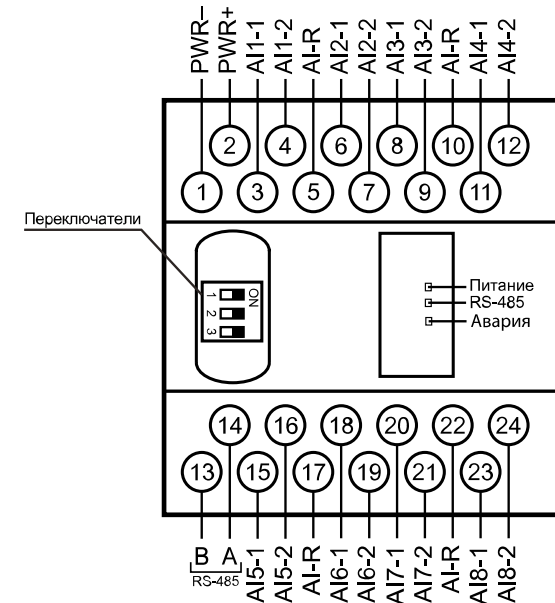 PWR–
PWR+
AI1-1
AI1-2
AI-R
AI2-1
AI2-2
AI3-1
AI3-2
AI-R
AI4-1
AI4-2
2
4
6
8
10
12
1
3
5
7
9
11
Переключатели
1
2
3
ON
Питание
RS-485
Авария
14
16
18
20
22
24
13
15
17
19
21
23
B A
RS-485
AI5-1
AI5-2
AI-R
AI6-1
AI6-2
AI7-1
AI7-2
AI-R
AI8-1
AI8-2